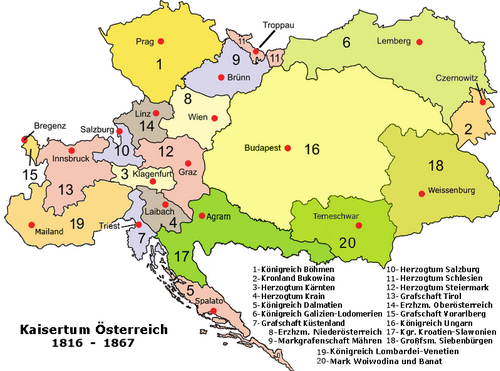 Troppau
11
11
Prag
1
9
Brünn
6
Lemberg
Czernowitz
2
8
Wien
Linz
14
Salzburg
10
Bregenz
15
Innsbruck
13
12
Graz
3
Klagenfurt
Budapest
16
18
Weissenburg
19
Mailand
Triest
7
Laibach
4
Agram
17
Temeschwar
20
5
Spalato
Kaisertum Österreich
1816 - 1867
1-Königreich Böhmen
2-Kronland Bukowina
3-Herzogtum Kärnten
4-Herzogtum Krain
5-Königreich Dalmatien
6-Königreich Galizien-Lodomerien
7-Grafschaft Küstenland
8- Erzhzm. Niederösterreich
9-Markgrafenschaft Mähren
10-Herzogtum Salzburg
11-Herzogtum Schlesien
12-Herzogtum Steiermark
13-Grafschaft Tirol
14-Erzhzm. Oberösterreich
15-Grafschaft Vorarlberg
16-Königreich Ungarn
17-Kgr. Kroatien-Slawonien
18-Großfsm. Siebenbürgen
19-Königreich Lombardei-Venetien
20-Mark Woiwodina und Banat